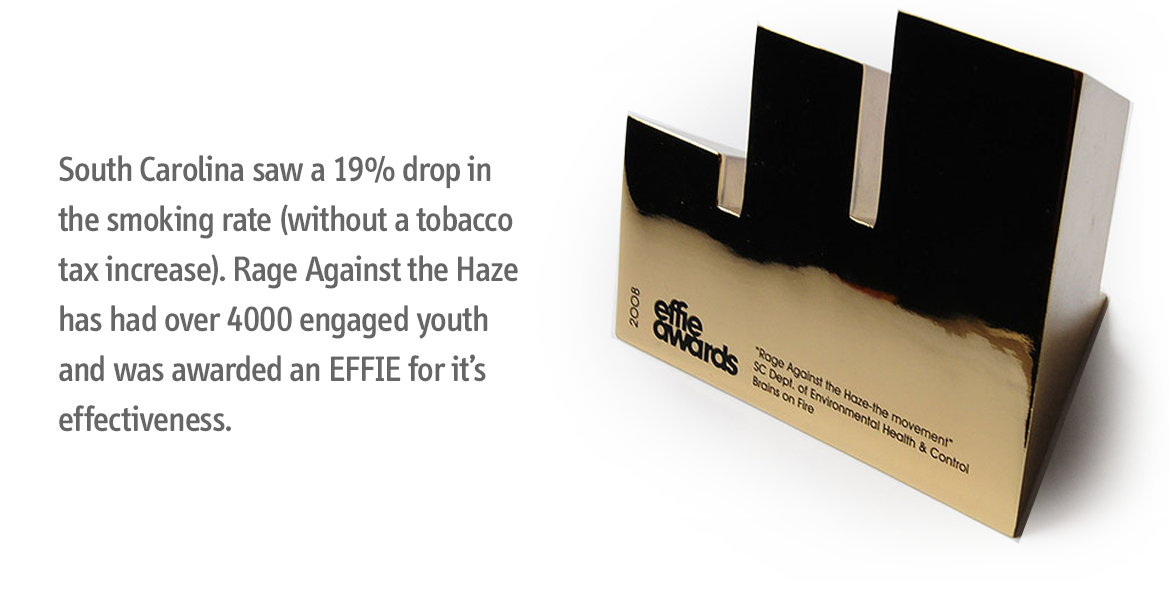 South Carolina saw a 19% drop in
the smoking rate (without a tobacco
tax increase). Rage Against the Haze
has had over 4000 engaged youth
and was awarded an EFFIE for it’s
effectiveness.
2008
effie
awards
"Rage Against the Haze-the movement"
SC Dept. of Environmental Health & Control
Brains on Fire